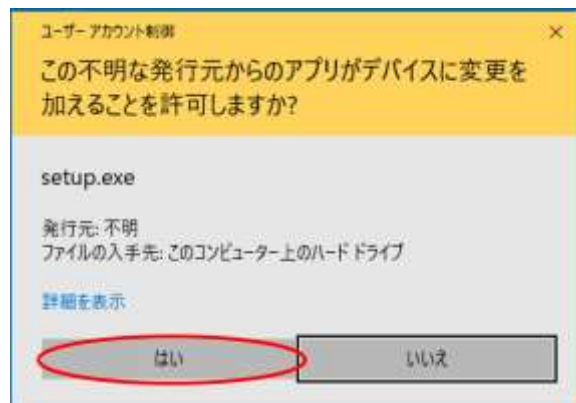 ユーザー アカウント制御
この不明な発行元からのアプリがデバイスに変更を
加えることを許可しますか?
setup.exe
発行元: 不明
ファイルの入手先: このコンピューター上のハード ドライブ
詳細を表示
はい
いいえ